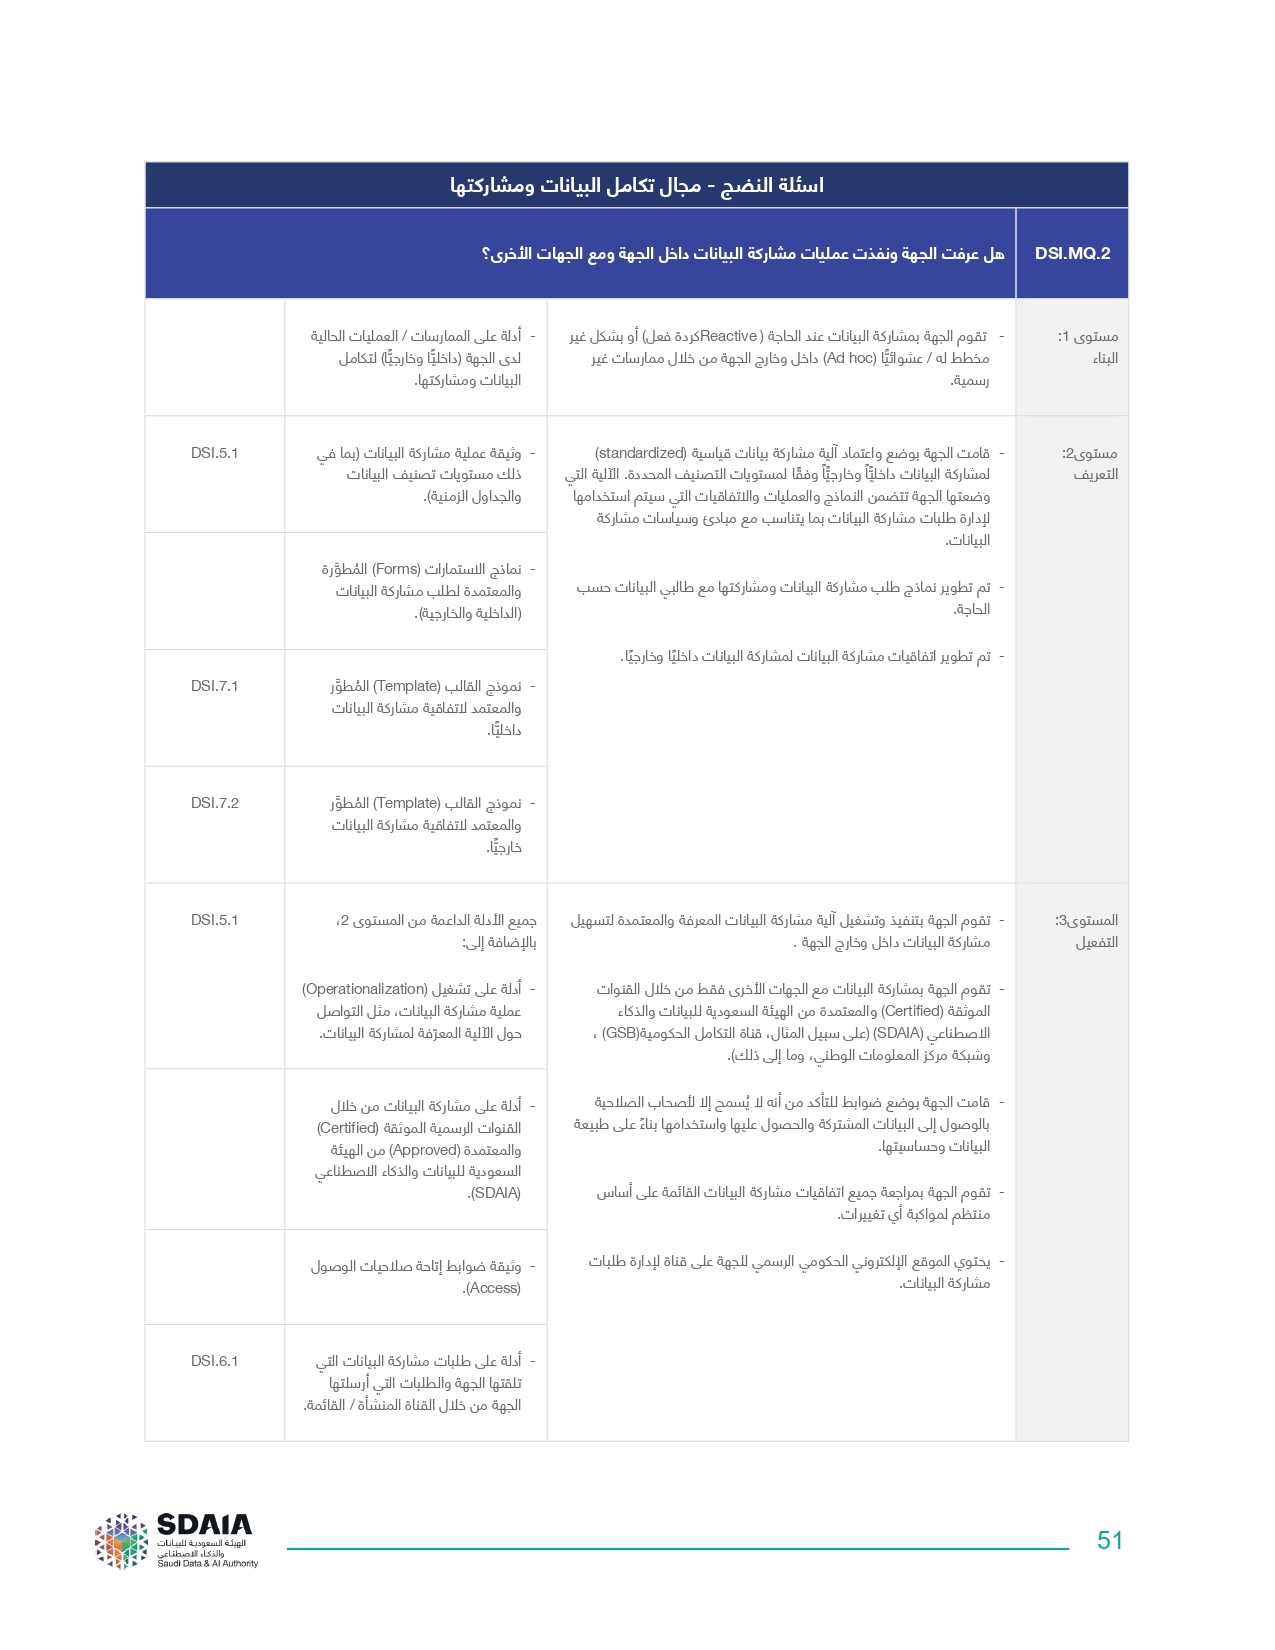 اسئلة النضج - مجال تكامل البيانات ومشاركتها
DSI.MQ.2
هل عرفت الجهة ونفذت عمليات مشاركة البيانات داخل الجهة ومع الجهات الأخرى؟
مستوى 1:
البناء
- تقوم الجهة بمشاركة البيانات عند الحاجة ( Reactiveكردة فعل) أو بشكل غير
مخطط له / عشوائيًّا (Ad hoc) داخل وخارج الجهة من خلال ممارسات غير
رسمية.
- أدلة على الممارسات / العمليات الحالية
لدى الجهة (داخليًّا وخارجيًّا) لتكامل
البيانات ومشاركتها.
مستوى2:
التعريف
- قامت الجهة بوضع واعتماد آلية مشاركة بيانات قياسية (standardized)
لمشاركة البيانات داخليًّاً وخارجيًّاً وفقًا لمستويات التصنيف المحددة. الآلية التي
وضعتها الجهة تتضمن النماذج والعمليات والاتفاقيات التي سيتم استخدامها
لإدارة طلبات مشاركة البيانات بما يتناسب مع مبادئ وسياسات مشاركة
البيانات.
- تم تطوير نماذج طلب مشاركة البيانات ومشاركتها مع طالبي البيانات حسب
الحاجة.
- تم تطوير اتفاقيات مشاركة البيانات لمشاركة البيانات داخليًا وخارجيًا.
- وثيقة عملية مشاركة البيانات (بما في
ذلك مستويات تصنيف البيانات
والجداول الزمنية).
DSI.5.1
- نماذج الاستمارات (Forms) المُطوَّرة
والمعتمدة لطلب مشاركة البيانات
(الداخلية والخارجية).
- نموذج القالب (Template) المُطوَّر
والمعتمد لاتفاقية مشاركة البيانات
داخليًّا.
DSI.7.1
- نموذج القالب (Template) المُطوَّر
والمعتمد لاتفاقية مشاركة البيانات
خارجيًّا.
DSI.7.2
المستوى3:
التفعيل
- تقوم الجهة بتنفيذ وتشغيل آلية مشاركة البيانات المعرفة والمعتمدة لتسهيل
مشاركة البيانات داخل وخارج الجهة .
- تقوم الجهة بمشاركة البيانات مع الجهات الأخرى فقط من خلال القنوات
الموثقة (Certified) والمعتمدة من الهيئة السعودية للبيانات والذكاء
الاصطناعي (SDAIA) (على سبيل المثال، قناة التكامل الحكومية(GSB) ،
وشبكة مركز المعلومات الوطني، وما إلى ذلك).
- قامت الجهة بوضع ضوابط للتأكد من أنه لا يُسمح إلا لأصحاب الصلاحية
بالوصول إلى البيانات المشتركة والحصول عليها واستخدامها بناءً على طبيعة
البيانات وحساسيتها.
- تقوم الجهة بمراجعة جميع اتفاقيات مشاركة البيانات القائمة على أساس
منتظم لمواكبة أي تغييرات.
- يحتوي الموقع الإلكتروني الحكومي الرسمي للجهة على قناة لإدارة طلبات
مشاركة البيانات.
جميع الأدلة الداعمة من المستوى 2،
بالإضافة إلى:
- أدلة على تشغيل (Operationalization)
عملية مشاركة البيانات، مثل التواصل
حول الآلية المعرّفة لمشاركة البيانات.
DSI.5.1
- أدلة على مشاركة البيانات من خلال
القنوات الرسمية الموثقة (Certified)
والمعتمدة (Approved) من الهيئة
السعودية للبيانات والذكاء الاصطناعي
(SDAIA).
- وثيقة ضوابط إتاحة صلاحيات الوصول
(Access).
- أدلة على طلبات مشاركة البيانات التي
تلقتها الجهة والطلبات التي أرسلتها
الجهة من خلال القناة المنشأة / القائمة.
DSI.6.1
SDAIA
الهيئة السعودية للبيانات
والذكاء الاصطناعي
Saudi Data & AI Authority
51